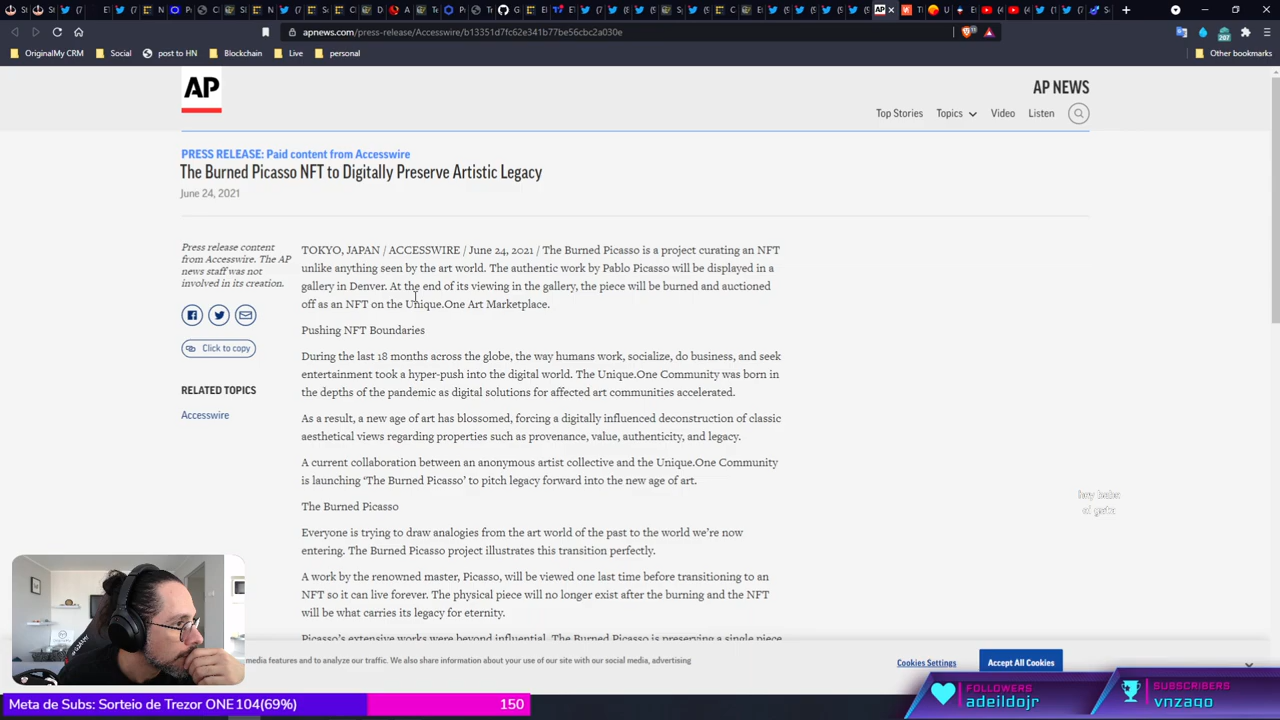 apnews.com/press-release/Accesswire/b13351d7fc62e341b77be56cbc2a030e
207
OriginalMy CRM
Social
post to HN
Blockchain
Live
personal
Other bookmarks
AP
AP NEWS
Top Stories
Topics
Video
Listen
PRESS RELEASE: Paid content from Accesswire
The Burned Picasso NFT to Digitally Preserve Artistic Legacy
June 24, 2021
Press release content
from Accesswire. The AP
news staff was not
involved in its creation.
Click to copy
RELATED TOPICS
Accesswire
TOKYO, JAPAN / ACCESSWIRE / June 24, 2021 / The Burned Picasso is a project curating an NFT
unlike anything seen by the art world. The authentic work by Pablo Picasso will be displayed in a
gallery in Denver. At the end of its viewing in the gallery, the piece will be burned and auctioned
off as an NFT on the Unique.One Art Marketplace.
Pushing NFT Boundaries
During the last 18 months across the globe, the way humans work, socialize, do business, and seek
entertainment took a hyper-push into the digital world. The Unique.One Community was born in
the depths of the pandemic as digital solutions for affected art communities accelerated.
As a result, a new age of art has blossomed, forcing a digitally influenced deconstruction of classic
aesthetical views regarding properties such as provenance, value, authenticity, and legacy.
A current collaboration between an anonymous artist collective and the Unique.One Community
is launching ‘The Burned Picasso’ to pitch legacy forward into the new age of art.
The Burned Picasso
Everyone is trying to draw analogies from the art world of the past to the world we’re now
entering. The Burned Picasso project illustrates this transition perfectly.
A work by the renowned master, Picasso, will be viewed one last time before transitioning to an
NFT so it can live forever. The physical piece will no longer exist after the burning and the NFT
will be what carries its legacy for eternity.
Picasso’s extensive works were beyond influential. The Burned Picasso is preserving a single piece
hey babe
media features and to analyze our traffic. We also share information about your use of our site with our social media, advertising
Cookies Settings
Accept All Cookies
Meta de Subs: Sorteio de Trezor ONE 104(69%)
150
FOLLOWERS
adeildojr
SUBSCRIBERS
vnzago